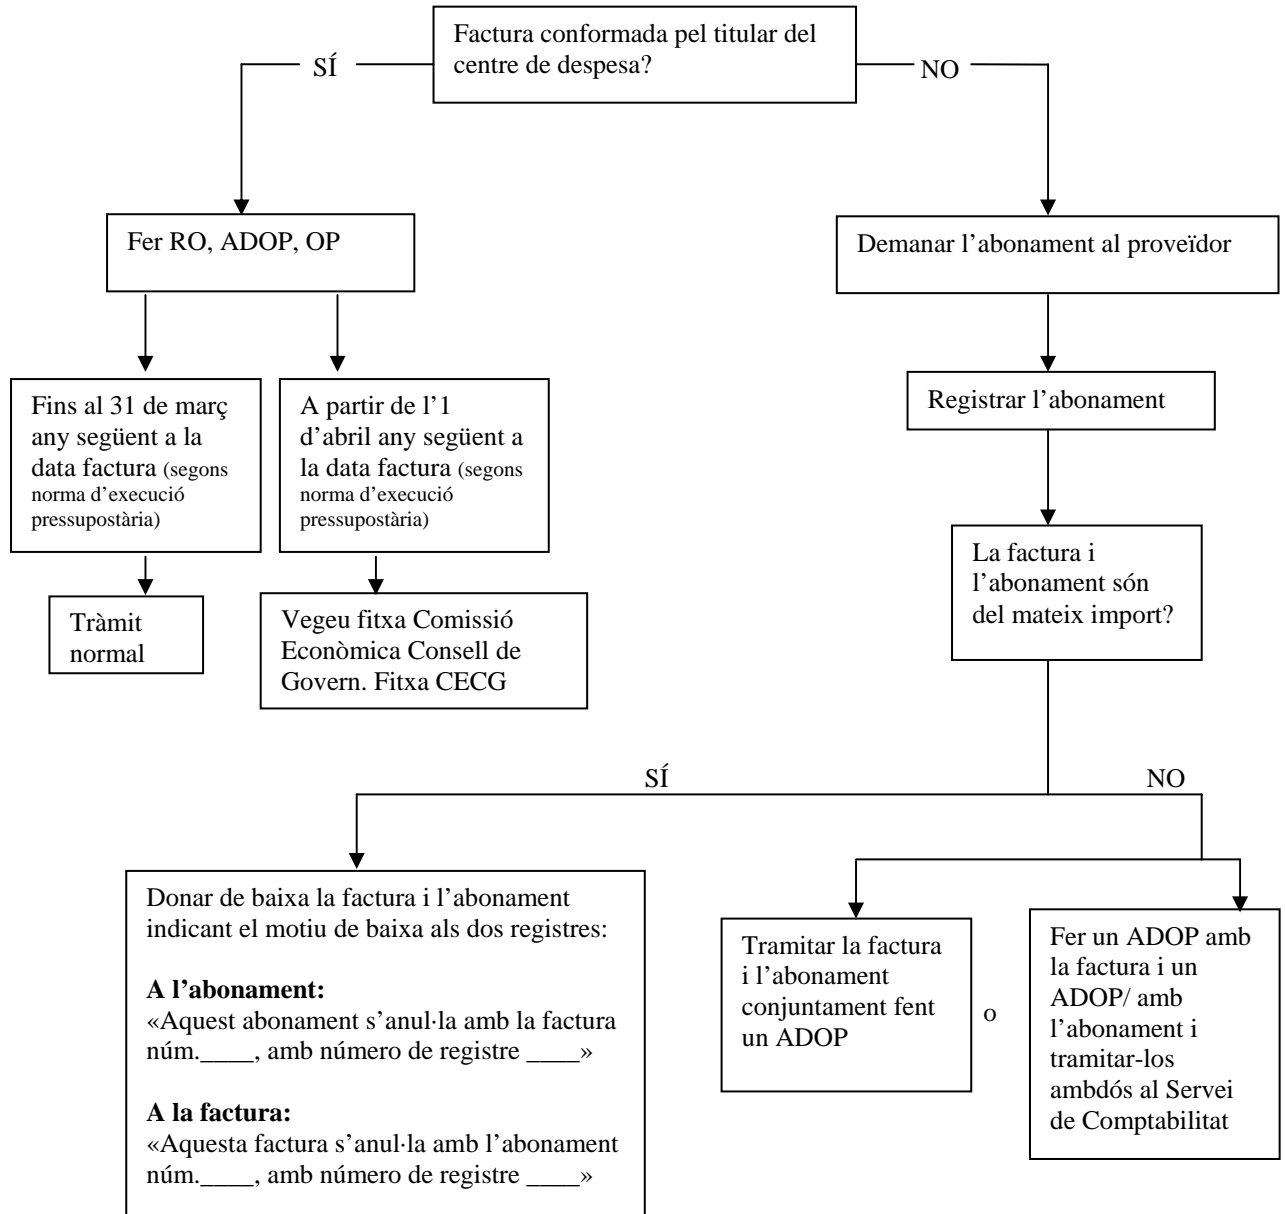 Factura conformada pel titular del
centre de despesa?
SÍ
NO
Fer RO, ADOP, OP
Demanar l’abonament al proveïdor
Fins al 31 de març
any següent a la
data factura (segons
norma d’execució
pressupostària)
A partir de l’1
d’abril any següent a
la data factura (segons
norma d’execució
pressupostària)
Registrar l’abonament
Tràmit
normal
Vegeu fitxa Comissió
Econòmica Consell de
Govern. Fitxa CECG
La factura i
l’abonament són
del mateix import?
SÍ
NO
Donar de baixa la factura i l’abonament
indicant el motiu de baixa als dos registres:
A l’abonament:
«Aquest abonament s’anul·la amb la factura
núm.____, amb número de registre ____»
A la factura:
«Aquesta factura s’anul·la amb l’abonament
núm.____, amb número de registre ____»
Tramitar la factura
i l’abonament
conjuntament fent
un ADOP
o
Fer un ADOP amb
la factura i un
ADOP/ amb
l’abonament i
tramitar-los
ambdós al Servei
de Comptabilitat